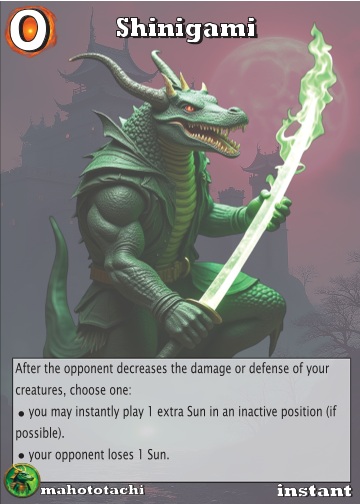 0
Shinigami
After the opponent decreases the damage or defense of your
creatures, choose one:
• you may instantly play 1 extra Sun in an inactive position (if
possible).
• your opponent loses 1 Sun.
mahototachi
instant